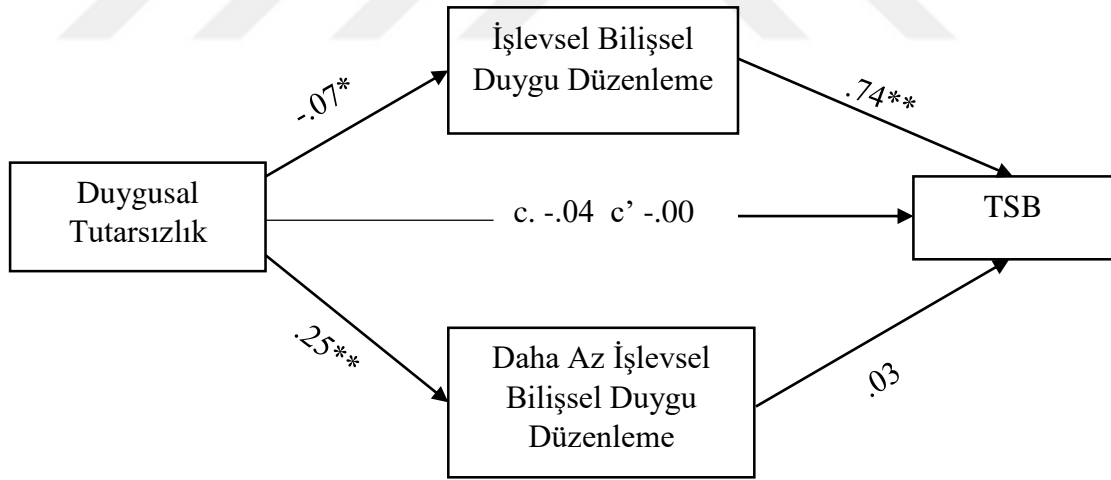 İşlevsel Bilişsel
Duygu Düzenleme
-.07*
.74**
Duygusal
Tutarsızlık
c. -.04 c’ -.00
TSB
.25**
Daha Az İşlevsel
Bilişsel Duygu
Düzenleme
.03